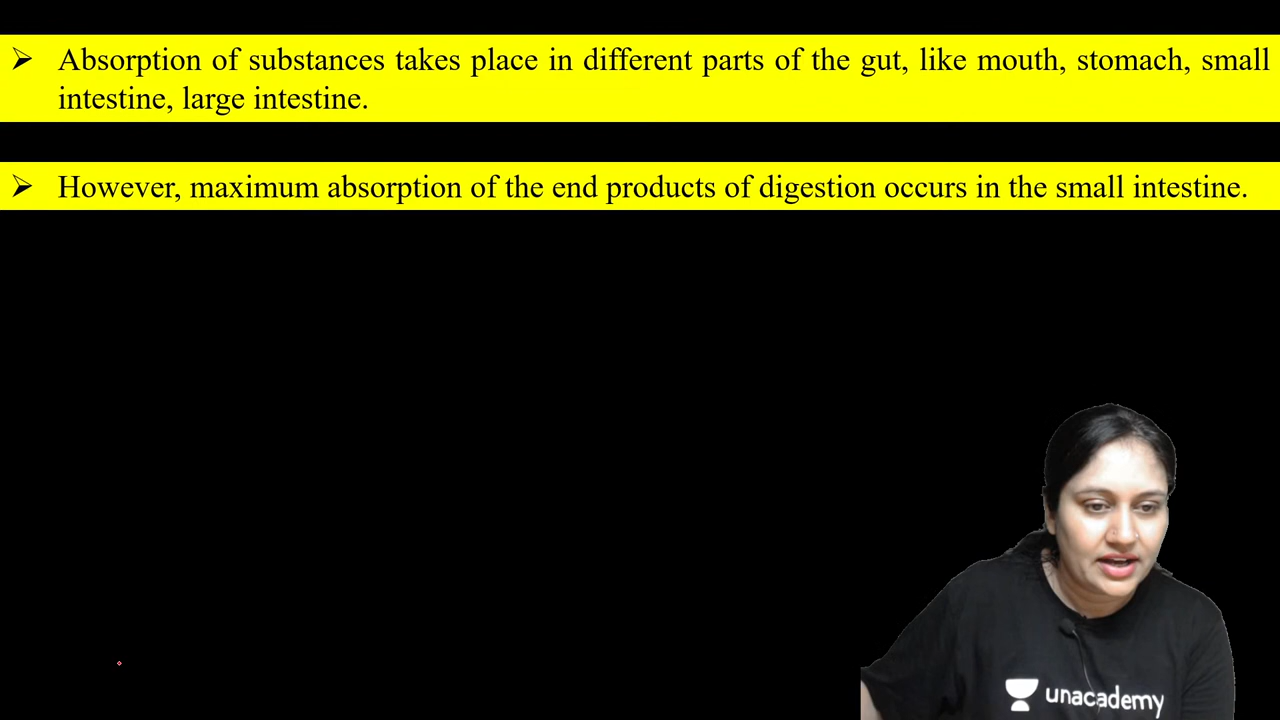 ➢ Absorption of substances takes place in different parts of the gut, like mouth, stomach, small
intestine, large intestine.
➢ However, maximum absorption of the end products of digestion occurs in the small intestine.
unacademy